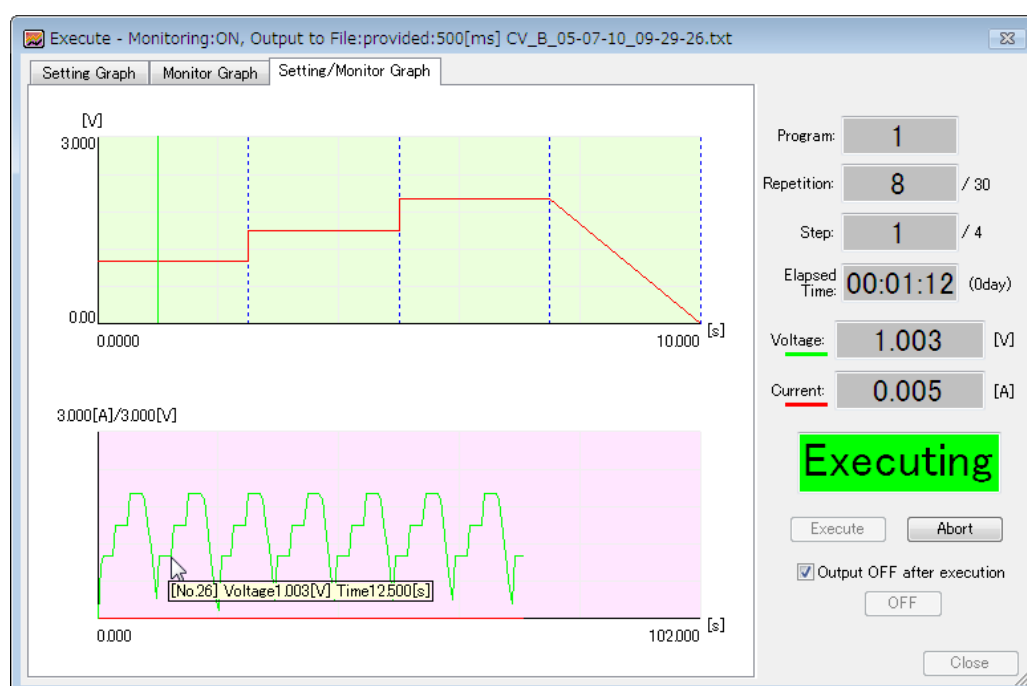 Execute - Monitoring:ON, Output to File:provided:500[ms] CV_B_05-07-10_09-29-26.txt
Setting Graph Monitor Graph Setting/Monitor Graph
[V]
3.000
0.00
0.0000
10.000 [s]
Program: 1
Repetition: 8 / 30
Step: 1 / 4
Elapsed Time: 00:01:12 (0day)
Voltage: 1.003 [V]
Current: 0.005 [A]
3.000[A]/3.000[V]
[No.26] Voltage1.003[V] Time12.500[s]
0.000
102.000 [s]
Executing
Execute Abort
Output OFF after execution
OFF
Close